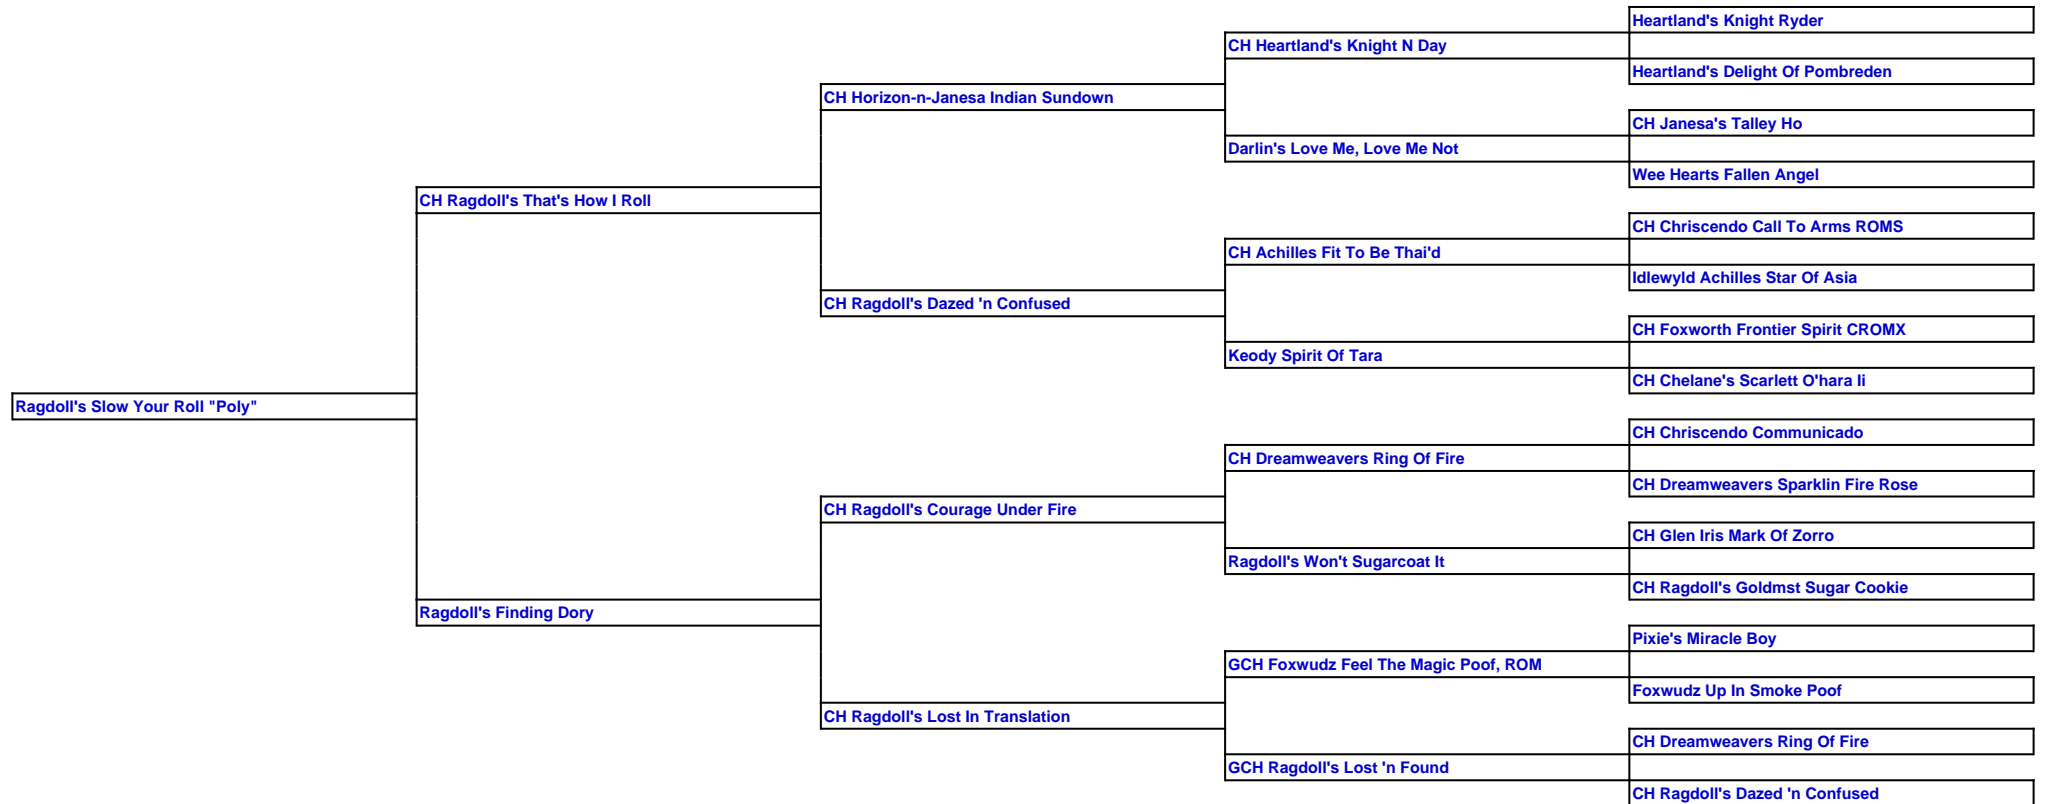 Heartland's Knight Ryder
CH Heartland's Knight N Day
Heartland's Delight Of Pombreden
CH Horizon-n-Janesa Indian Sundown
CH Janesa's Talley Ho
Darlin's Love Me, Love Me Not
Wee Hearts Fallen Angel
CH Ragdoll's That's How I Roll
CH Chriscendo Call To Arms ROMS
CH Achilles Fit To Be Thai'd
Idlewyld Achilles Star Of Asia
CH Ragdoll's Dazed 'n Confused
CH Foxworth Frontier Spirit CROMX
Keody Spirit Of Tara
CH Chelane's Scarlett O'hara Ii
Ragdoll's Slow Your Roll "Poly"
CH Chriscendo Communicado
CH Dreamweavers Ring Of Fire
CH Dreamweavers Sparklin Fire Rose
CH Ragdoll's Courage Under Fire
CH Glen Iris Mark Of Zorro
Ragdoll's Won't Sugarcoat It
CH Ragdoll's Goldmst Sugar Cookie
Ragdoll's Finding Dory
Pixie's Miracle Boy
GCH Foxwudz Feel The Magic Poof, ROM
Foxwudz Up In Smoke Poof
CH Ragdoll's Lost In Translation
CH Dreamweavers Ring Of Fire
GCH Ragdoll's Lost 'n Found
CH Ragdoll's Dazed 'n Confused